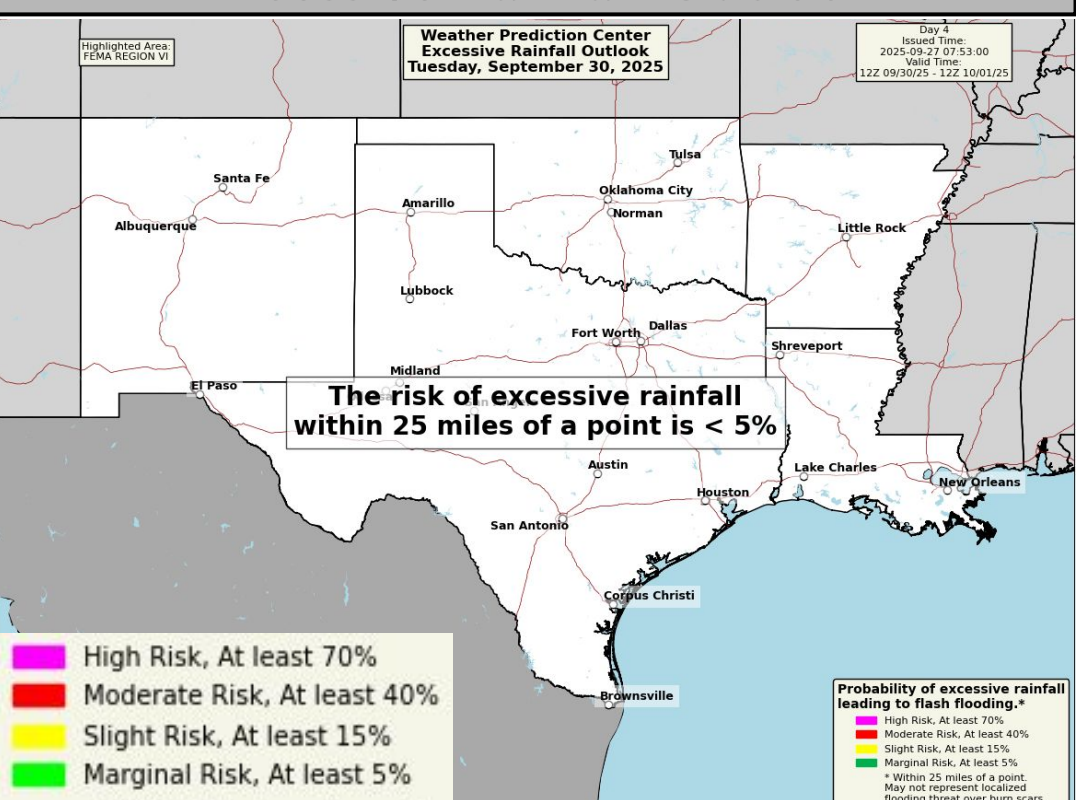 Highlighted Area:
FEMA REGION VI
Weather Prediction Center
Excessive Rainfall Outlook
Tuesday, September 30, 2025
Day 4
Issued Time:
2025-09-27 07:53:00
Valid Time:
12Z 09/30/25 - 12Z 10/01/25
Tulsa
Santa Fe
Oklahoma City
Amarillo
Norman
Albuquerque
Little Rock
Lubbock
Dallas
Fort Worth
Shreveport
Midland
El Paso
The risk of excessive rainfall
within 25 miles of a point is < 5%
Austin
Lake Charles
New Orleans
Houston
San Antonio
Corpus Christi
Brownsville
High Risk, At least 70%
Moderate Risk, At least 40%
Slight Risk, At least 15%
Marginal Risk, At least 5%
Probability of excessive rainfall
leading to flash flooding.*
High Risk, At least 70%
Moderate Risk, At least 40%
Slight Risk, At least 15%
Marginal Risk, At least 5%
* Within 25 miles of a point.
May not represent localized
flooding threat over burn scars